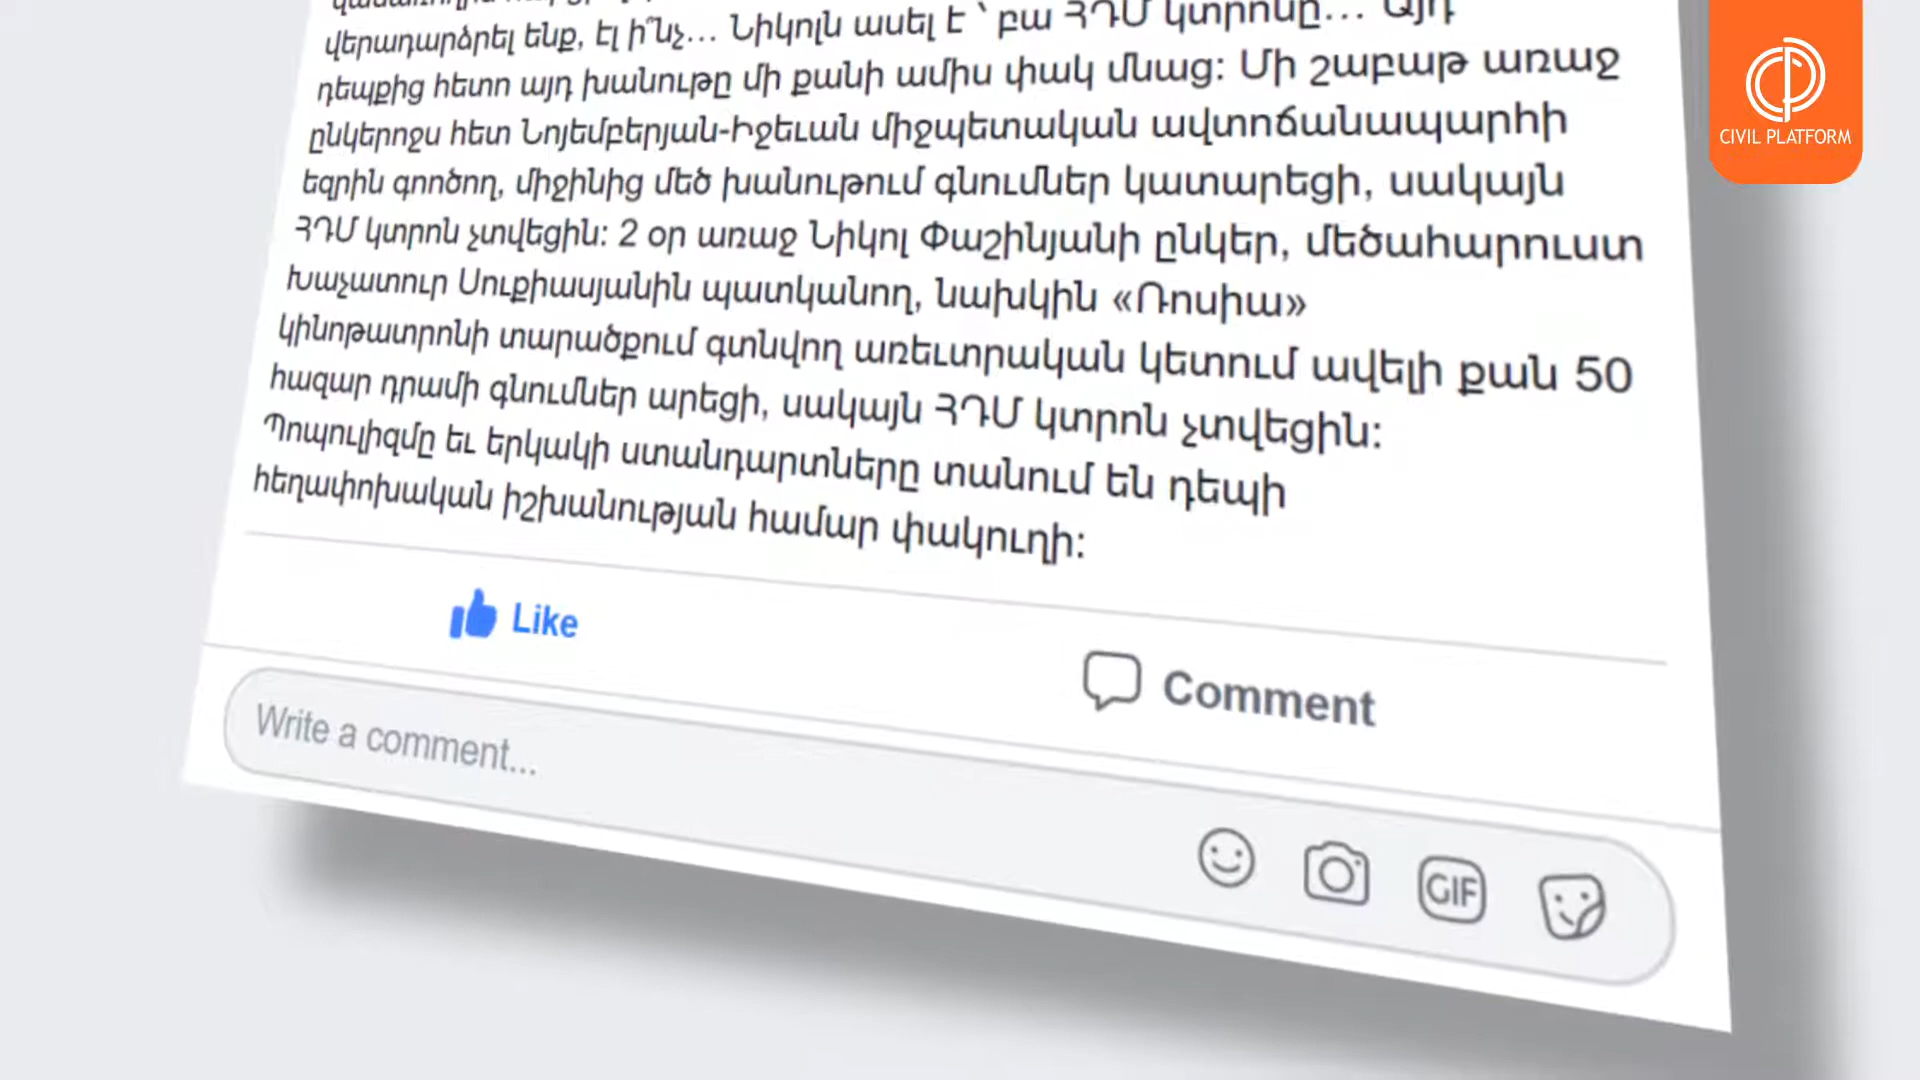 վերադարձրել ենք, էլ ի՞նչ… Նիկոլն ասել է ՝ բա ՀԴՄ կտրոնը… Այդ
դեպքից հետո այդ խանութը մի քանի ամիս փակ մնաց: Մի շաբաթ առաջ
ընկերոջս հետ Նոյեմբերյան-Իջեւան միջպետական ավտոճանապարհի
եզրին գործող, միջինից մեծ խանութում գնումներ կատարեցի, սակայն
ՀԴՄ կտրոն չտվեցին: 2 օր առաջ Նիկոլ Փաշինյանի ընկեր, մեծահարուստ
Խաչատուր Սուքիասյանին պատկանող, նախկին «Ռոսիա»
կինոթատրոնի տարածքում գտնվող առեւտրական կետում ավելի քան 50
հազար դրամի գնումներ արեցի, սակայն ՀԴՄ կտրոն չտվեցին:
Պոպուլիզմը եւ երկակի ստանդարտները տանում են դեպի
հեղափոխական իշխանության համար փակուղի:
Like
Comment
Write a comment...
GIF
CIVIL PLATFORM